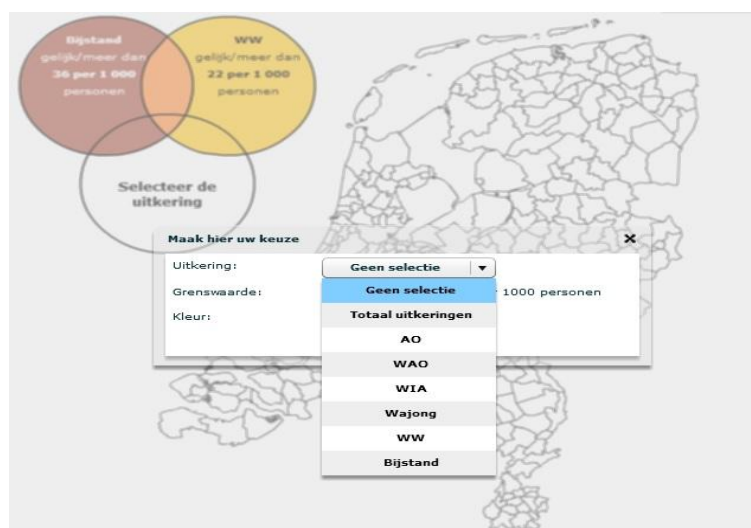 Bijstand
gelijk/meer dan
36 per 1 000
personen
WW
gelijk/meer dan
22 per 1 000
personen
Selecteer de
uitkering
Maak hier uw keuze
Uitkering:
Geen selectie
Grenswaarde:
1000 personen
Kleur:
Geen selectie
Totaal uitkeringen
AO
WAO
WIA
Wajong
WW
Bijstand